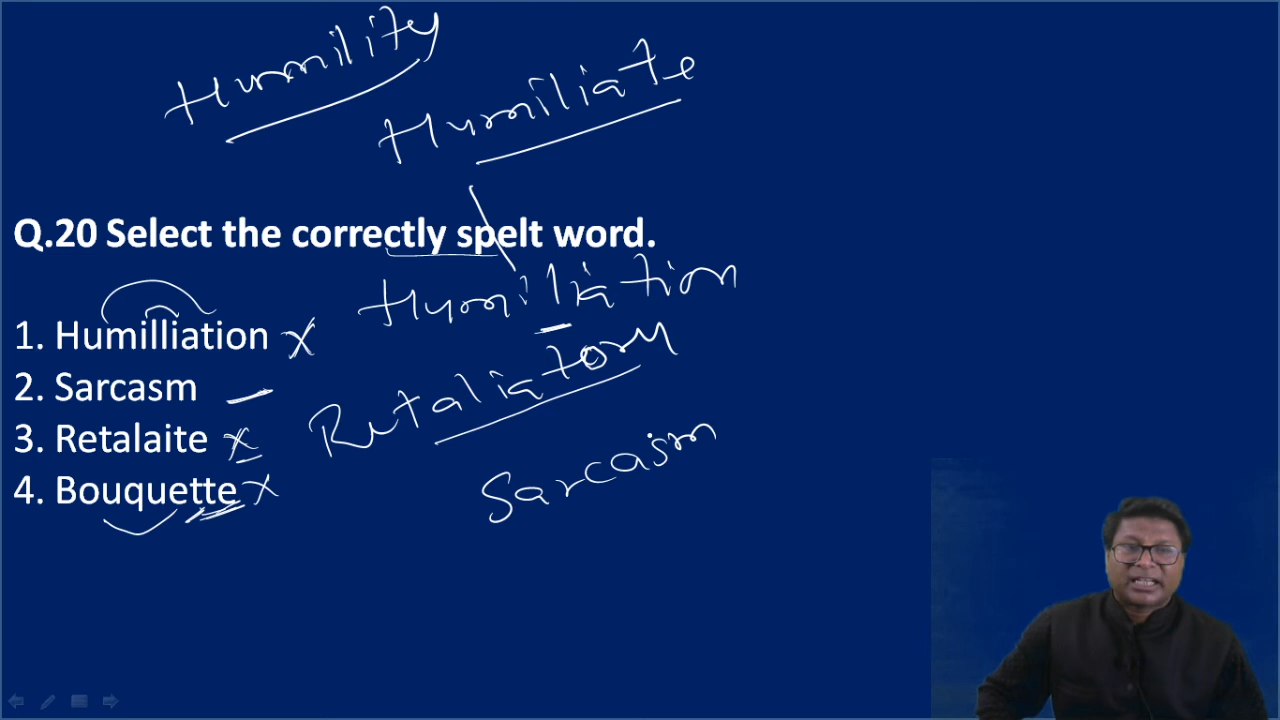 Humility
Humiliate
Q.20 Select the correctly spelt word.
Humiliation
1. Humilliation X
2. Sarcasm
Retaliatory
3. Retalaite X
Sarcasm
4. Bouquette X